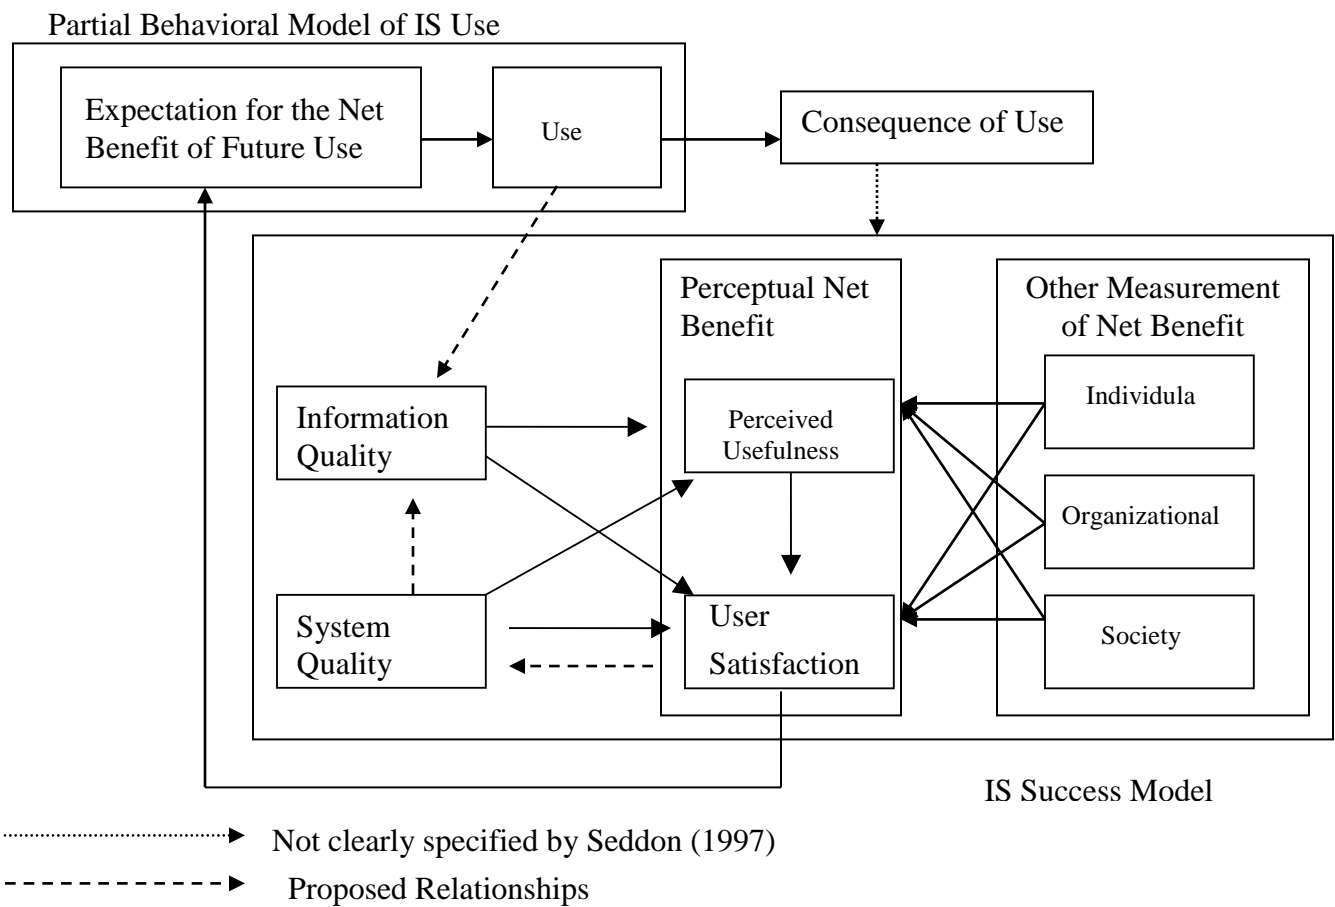 Partial Behavioral Model of IS Use
Expectation for the Net
Benefit of Future Use
Use
Consequence of Use
Perceptual Net
Benefit
Other Measurement
of Net Benefit
Information
Quality
Perceived
Usefulness
Individula
Organizational
System
Quality
User
Satisfaction
Society
IS Success Model
Not clearly specified by Seddon (1997)
Proposed Relationships